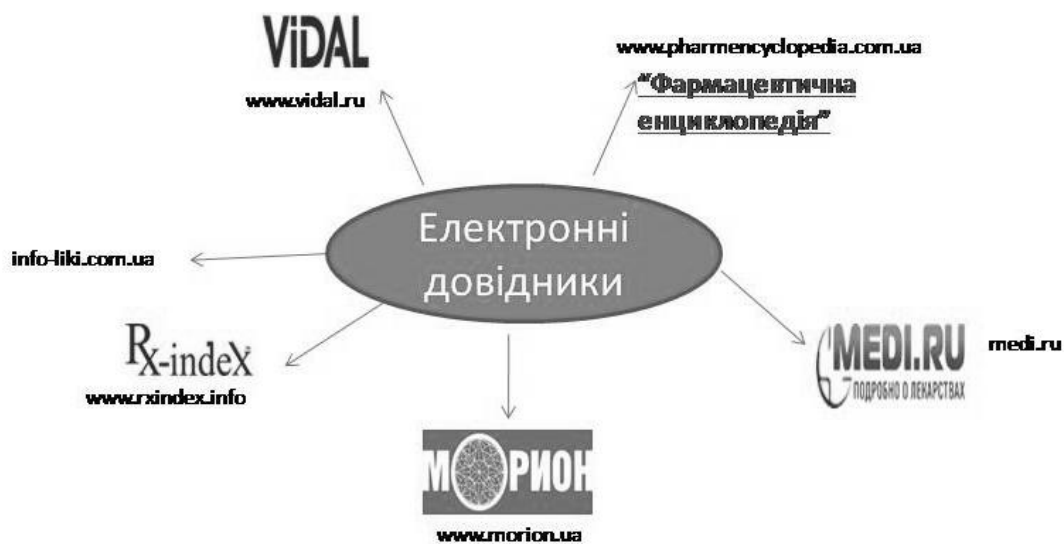 ViDAL
www.vidal.ru
www.pharmencyclopedia.com.ua
“Фармацевтична
енциклопедія”
Електронні
довідники
info-liki.com.ua
Rx-indeX
www.rxindex.info
MEDI.RU
ПОДРОБНО О ЛЕКАРСТВАХ
medi.ru
МОРИОН
www.morion.ua